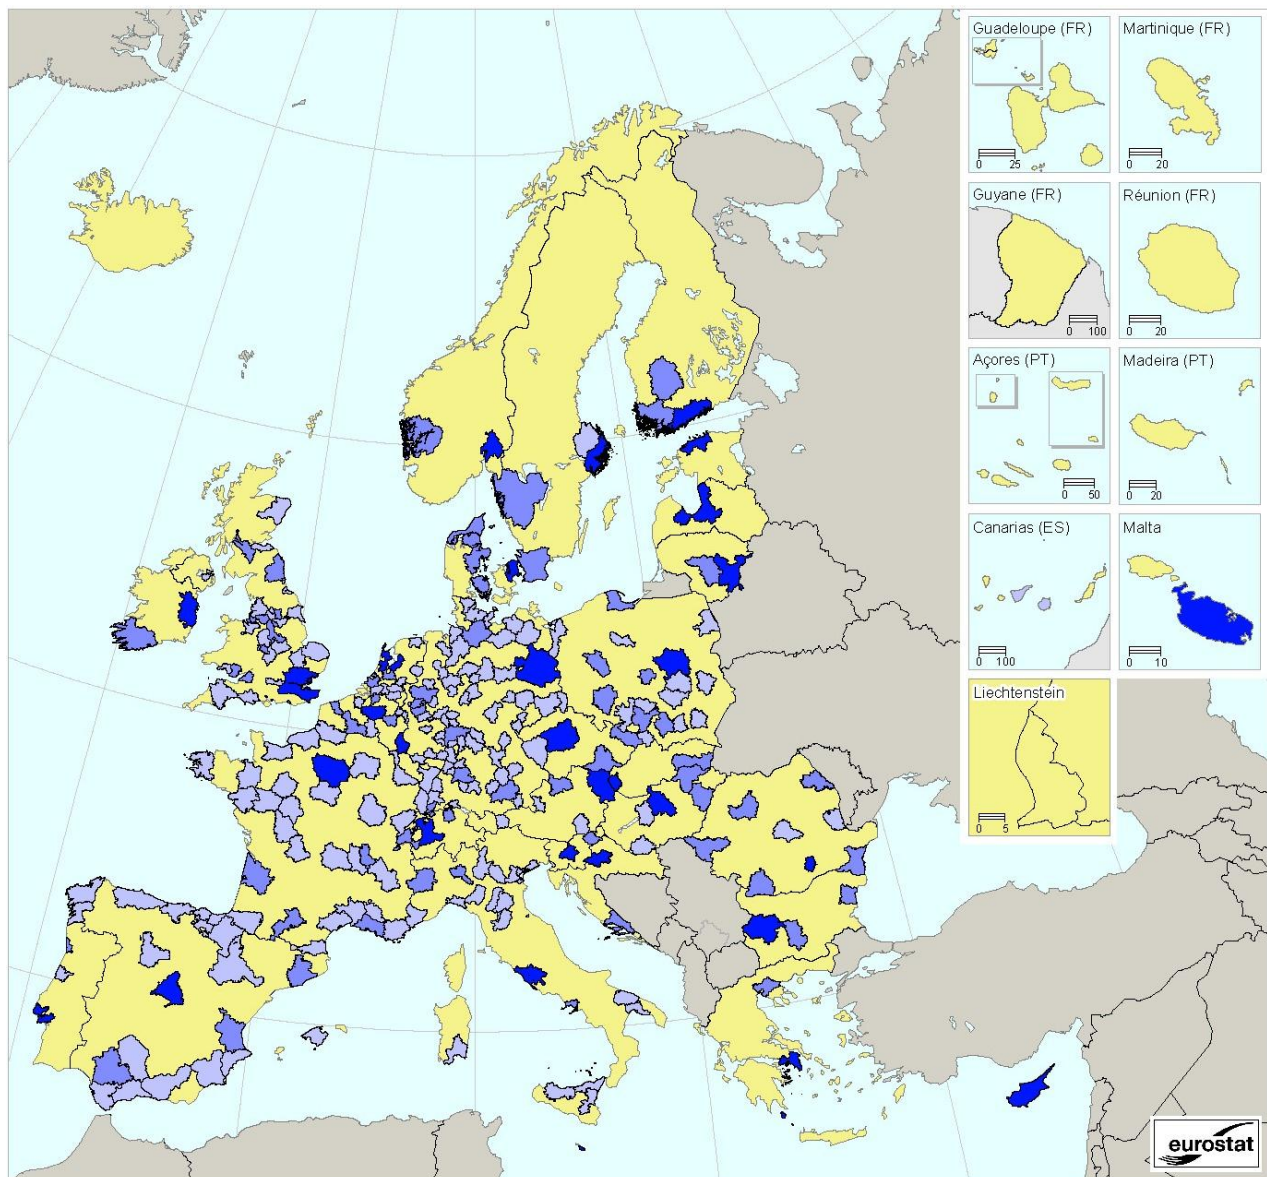 Guadeloupe (FR)
0 25
Martinique (FR)
0 20
Guyane (FR)
0 100
Réunion (FR)
0 20
Açores (PT)
0 50
Madeira (PT)
0 20
Canarias (ES)
0 100
Malta
0 10
Liechtenstein
0 5
eurostat